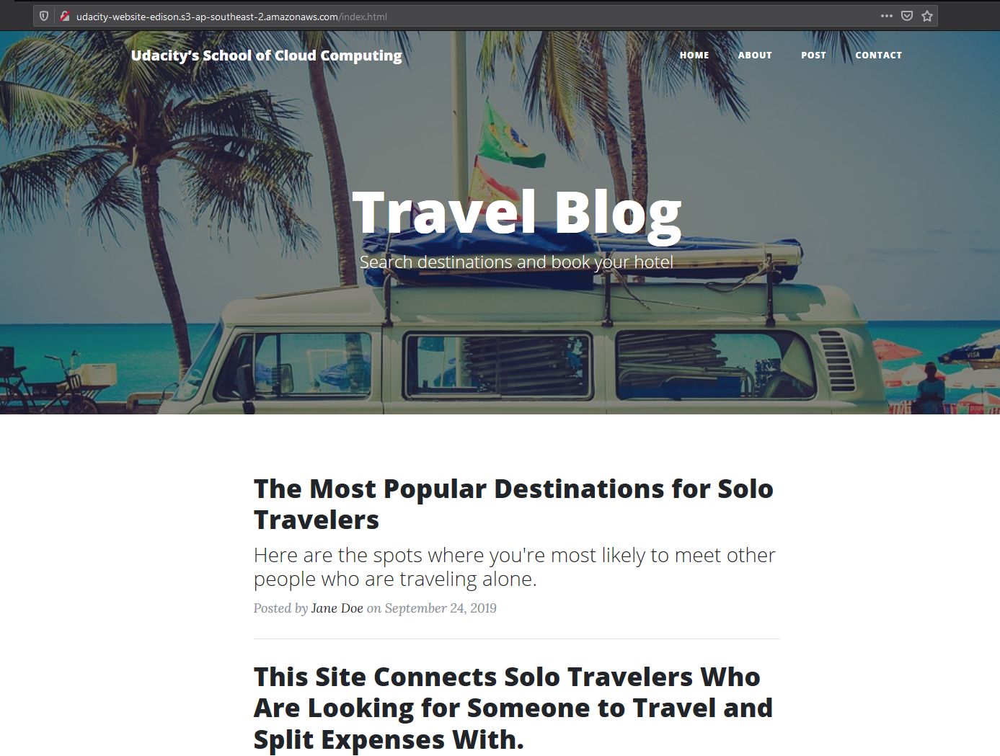 udacity-website-edison.s3-ap-southeast-2.amazonaws.com/index.html
Udacity's School of Cloud Computing
HOME ABOUT POST CONTACT
Travel Blog
Search destinations and book your hotel
VISA
The Most Popular Destinations for Solo
Travelers
Here are the spots where you're most likely to meet other
people who are traveling alone.
Posted by Jane Doe on September 24, 2019
This Site Connects Solo Travelers Who
Are Looking for Someone to Travel and
Split Expenses With.